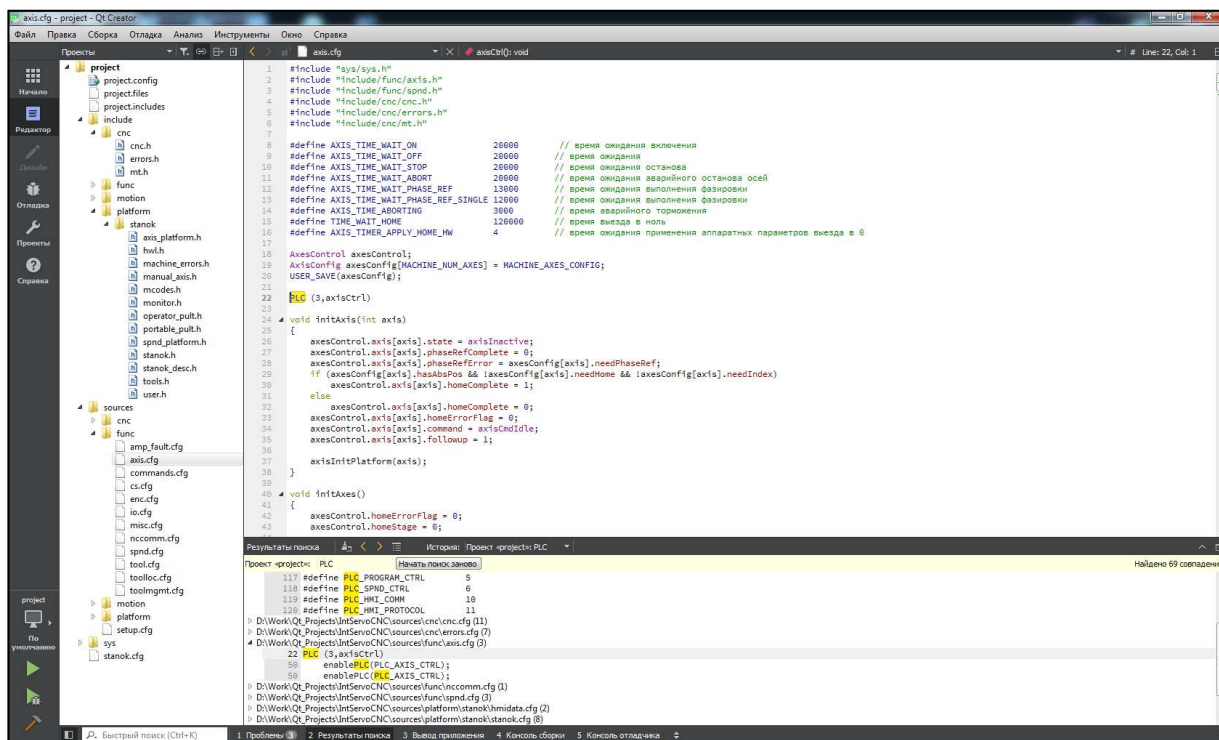 axis.cfg - project - Qt Creator
Файл Правка Сборка Отладка Анализ Инструменты Окно Справка
Проекты
axis.cfg
axisCtrl(): void
# Line: 22, Col: 1
Начало
Редактор
Дизайн
Отладка
Проекты
Справка
project
По умолчанию
project
project.config
project.files
project.includes
include
cnc
cnc.h
errors.h
mt.h
func
motion
platform
stanok
axis_platform.h
hwl.h
machine_errors.h
manual_axis.h
mcodes.h
monitor.h
operator_pult.h
portable_pult.h
spnd_platform.h
stanok.h
stanok_desc.h
tools.h
user.h
sources
cnc
func
amp_fault.cfg
axis.cfg
commands.cfg
cs.cfg
enc.cfg
io.cfg
misc.cfg
nccomm.cfg
spnd.cfg
tool.cfg
toolloc.cfg
toolmgmt.cfg
motion
platform
setup.cfg
sys
stanok.cfg
1 #include "sys/sys.h"
2 #include "include/func/axis.h"
3 #include "include/func/spnd.h"
4 #include "include/cnc/cnc.h"
5 #include "include/cnc/errors.h"
6 #include "include/cnc/mt.h"
7
8 #define AXIS_TIME_WAIT_ON 20000 // время ожидания включения
9 #define AXIS_TIME_WAIT_OFF 20000 // время ожидания
10 #define AXIS_TIME_WAIT_STOP 20000 // время ожидания останова
11 #define AXIS_TIME_WAIT_ABORT 20000 // время ожидания аварийного останова осей
12 #define AXIS_TIME_WAIT_PHASE_REF 13000 // время ожидания выполнения фазировки
13 #define AXIS_TIME_WAIT_PHASE_REF_SINGLE 12000 // время ожидания выполнения фазировки
14 #define AXIS_TIME_ABORTING 3000 // время аварийного торможения
15 #define TIME_WAIT_HOME 120000 // время выезда в ноль
16 #define AXIS_TIMER_APPLY_HOME_HW 4 // время ожидания применения аппаратных параметров выезда в 0
17
18 AxesControl axesControl;
19 AxisConfig axesConfig[MACHINE_NUM_AXES] = MACHINE_AXES_CONFIG;
20 USER_SAVE(axesConfig);
21
22 PLC (3,axisCtrl)
23
24 void initAxis(int axis)
25 {
26 axesControl.axis[axis].state = axisInactive;
27 axesControl.axis[axis].phaseRefComplete = 0;
28 axesControl.axis[axis].phaseRefError = axesConfig[axis].needPhaseRef;
29 if (axesConfig[axis].hasAbsPos && !axesConfig[axis].needHome && !axesConfig[axis].needIndex)
30 axesControl.axis[axis].homeComplete = 1;
31 else
32 axesControl.axis[axis].homeComplete = 0;
33 axesControl.axis[axis].homeErrorFlag = 0;
34 axesControl.axis[axis].command = axisCmdIdle;
35 axesControl.axis[axis].followup = 1;
36
37 axisInitPlatform(axis);
38 }
39
40 void initAxes()
41 {
42 axesControl.homeErrorFlag = 0;
43 axesControl.homeStage = 0;
Результаты поиска История: Проект «project»: PLC
Проект «project»: PLC Начать поиск заново Найдено 69 совпадени
117 #define PLC_PROGRAM_CTRL 5
118 #define PLC_SPND_CTRL 6
119 #define PLC_HMI_COMM 10
120 #define PLC_HMI_PROTOCOL 11
D:\Work\Qt_Projects\IntServoCNC\sources\cnc\cnc.cfg (11)
D:\Work\Qt_Projects\IntServoCNC\sources\cnc\errors.cfg (7)
D:\Work\Qt_Projects\IntServoCNC\sources\func\axis.cfg (3)
22 PLC (3,axisCtrl)
50 enablePLC(PLC_AXIS_CTRL);
50 enablePLC(PLC_AXIS_CTRL);
D:\Work\Qt_Projects\IntServoCNC\sources\func\nccomm.cfg (1)
D:\Work\Qt_Projects\IntServoCNC\sources\func\spnd.cfg (3)
D:\Work\Qt_Projects\IntServoCNC\sources\platform\stanok\hmidata.cfg (2)
D:\Work\Qt_Projects\IntServoCNC\sources\platform\stanok\stanok.cfg (8)
Быстрый поиск (Ctrl+K) 1 Проблемы 3 2 Результаты поиска 3 Вывод приложения 4 Консоль сборки 5 Консоль отладчика